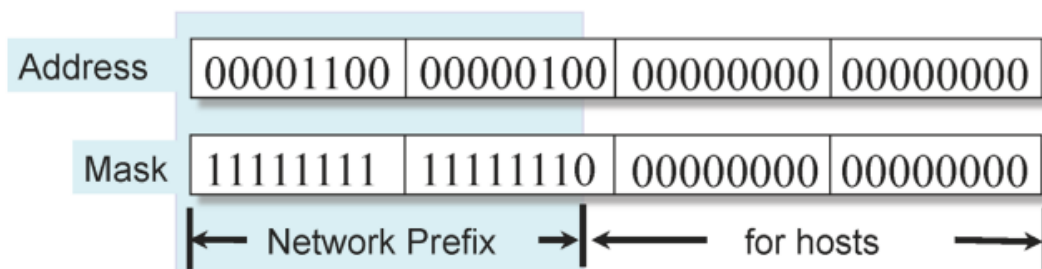 Address 00001100 00000100 00000000 00000000
Mask 11111111 11111110 00000000 00000000
Network Prefix for hosts